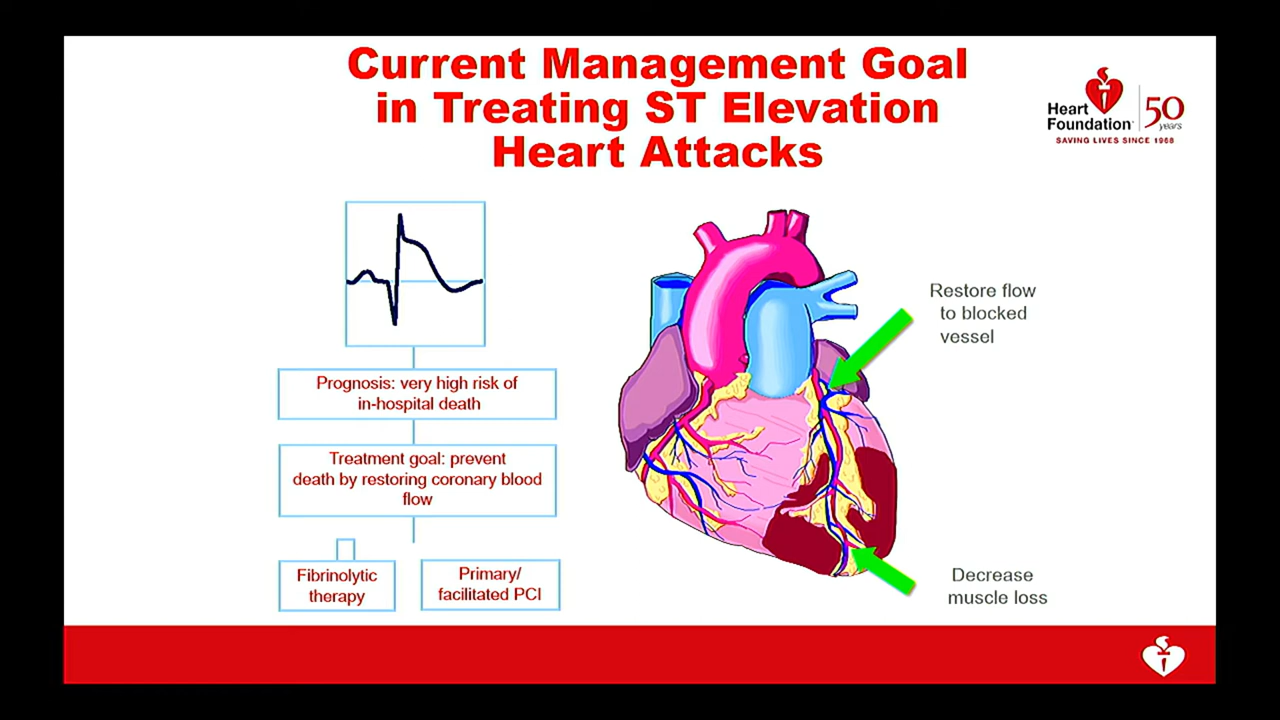 Current Management Goal
in Treating ST Elevation
Heart Attacks
Heart
Foundation
50
years
SAVING LIVES SINCE 1968
Prognosis: very high risk of
in-hospital death
Treatment goal: prevent
death by restoring coronary blood
flow
Fibrinolytic
therapy
Primary/
facilitated PCI
Restore flow
to blocked
vessel
Decrease
muscle loss